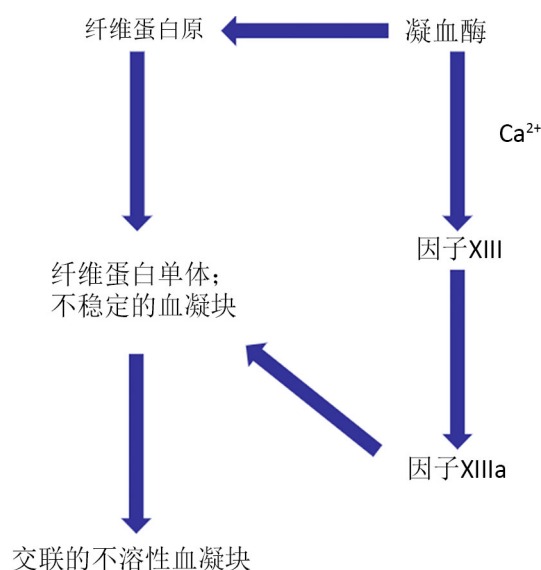 纤维蛋白原
凝血酶
Ca²⁺
因子XIII
纤维蛋白单体；
不稳定的血凝块
因子XIIIa
交联的不溶性血凝块